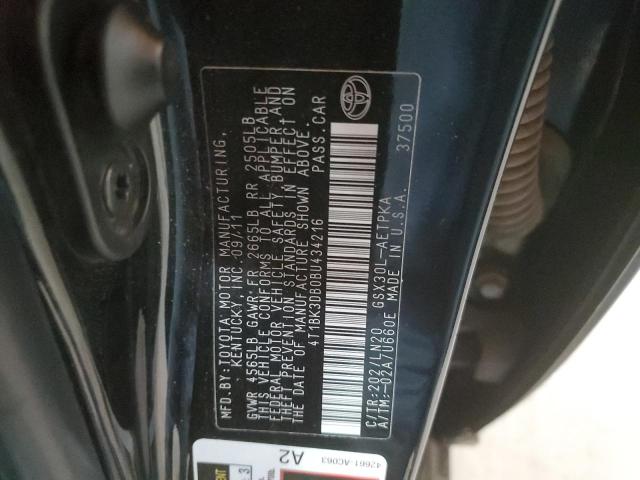 MFD.BY:TOYOTA MOTOR MANUFACTURING,
KENTUCKY, INC. 09/11
GVWR 4565LB GAWR:FR 2665LB RR 2505LB
THIS VEHICLE CONFORMS TO ALL APPLICABLE
FEDERAL MOTOR VEHICLE SAFETY, BUMPER, AND
THEFT PREVENTION STANDARDS IN EFFECT ON
THE DATE OF MANUFACTURE SHOWN ABOVE.
4T1BK3DB0BU434216 PASS.CAR
C/TR:202/LN20 GSX30L-AETPKA
A/TM:-02A/U660E MADE IN U.S.A. 37500
42661-AC063
A2